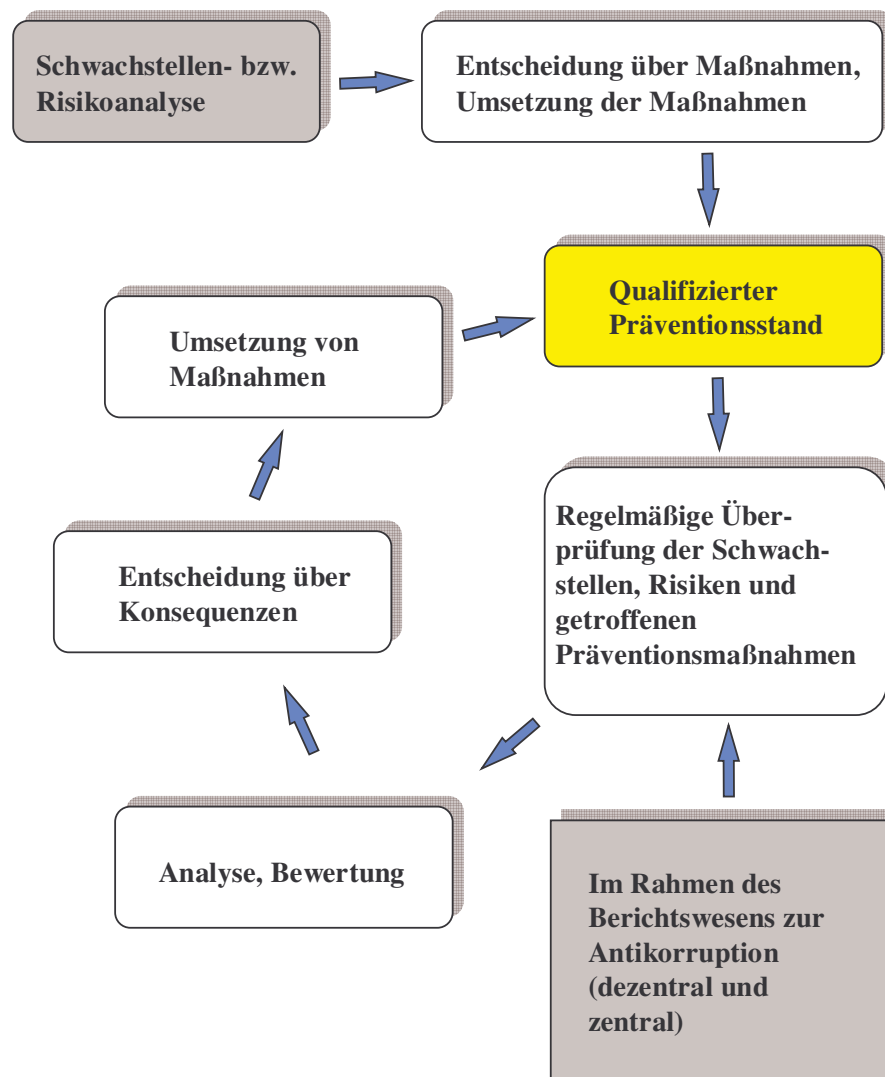 Schwachstellen- bzw.
Risikoanalyse
Entscheidung über Maßnahmen,
Umsetzung der Maßnahmen
Qualifizierter
Präventionsstand
Umsetzung von
Maßnahmen
Regelmäßige Über-
prüfung der Schwach-
stellen, Risiken und
getroffenen
Präventionsmaßnahmen
Entscheidung über
Konsequenzen
Analyse, Bewertung
Im Rahmen des
Berichtswesens zur
Antikorruption
(dezentral und
zentral)